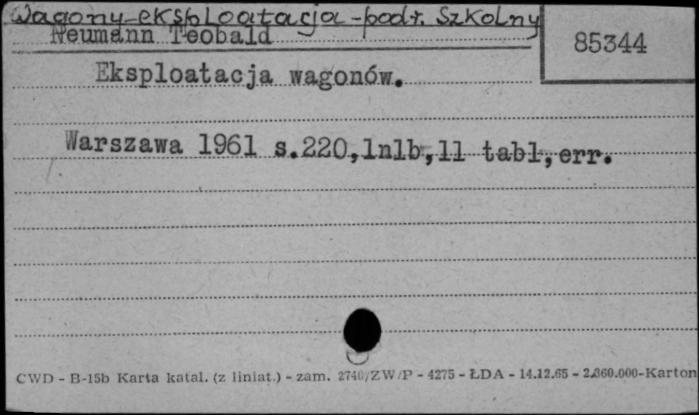 Wagony-eksploatacja-podr. Szkolny
Neumann Teobald
85344
Eksploatacja wagonów.
Warszawa 1961 s.220,1nlb,11 tabl,err.
CWD - B-15b Karta katal. (z liniat.) - zam. 2740/ZW/P - 4275 - ŁDA - 14.12.65 - 2.060.000-Karton